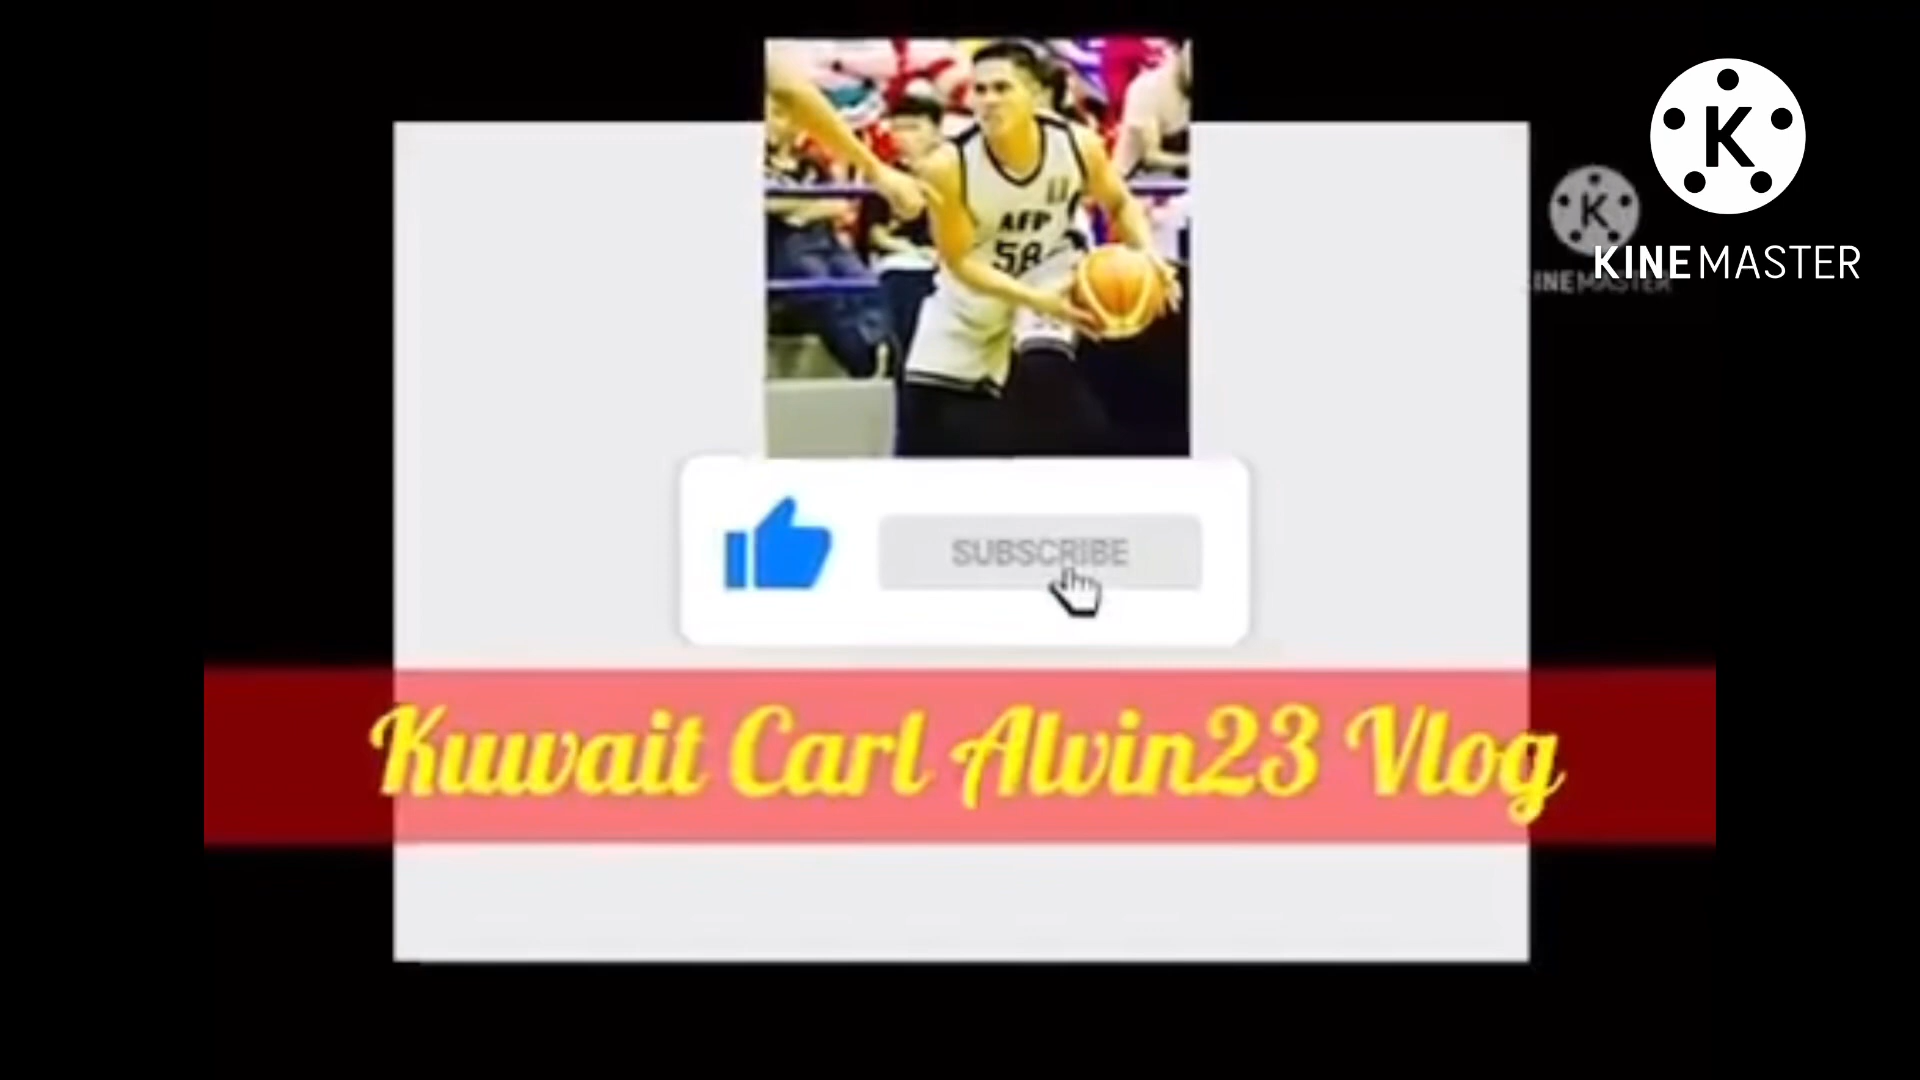 AFP
58
K
KINEMASTER
K
KINEMASTER
SUBSCRIBE
Kuwait Carl Alvin23 Vlog